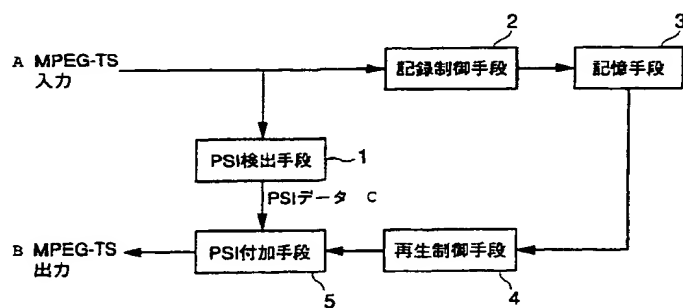 2
3
A MPEG-TS
入力
記録制御手段
記憶手段
PSI検出手段
1
PSIデータ C
B MPEG-TS
出力
PSI付加手段
再生制御手段
5
4